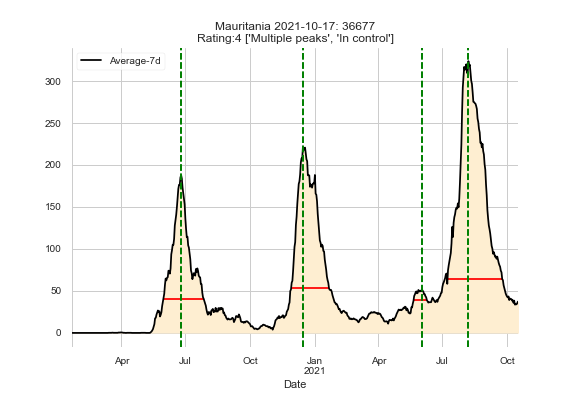 Mauritania 2021-10-17: 36677
Rating:4 ['Multiple peaks', 'In control']
Average-7d
300
250
200
150
100
50
0
Apr
Jul
Oct
Jan
2021
Apr
Jul
Oct
Date